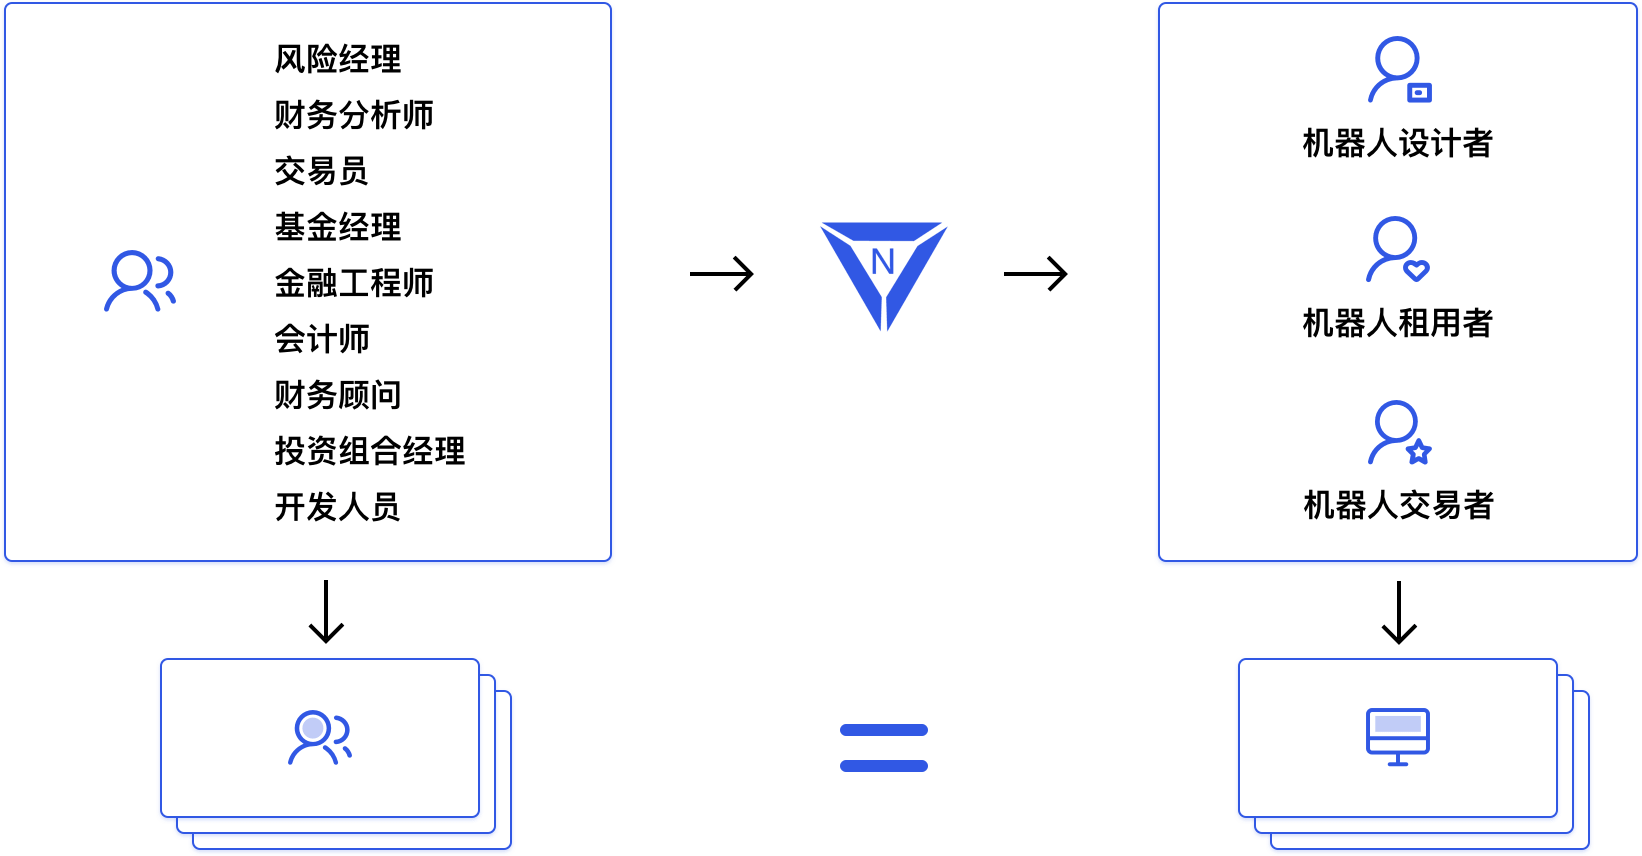 风险经理
财务分析师
交易员
基金经理
金融工程师
会计师
财务顾问
投资组合经理
开发人员
N
机器人设计者
机器人租用者
机器人交易者